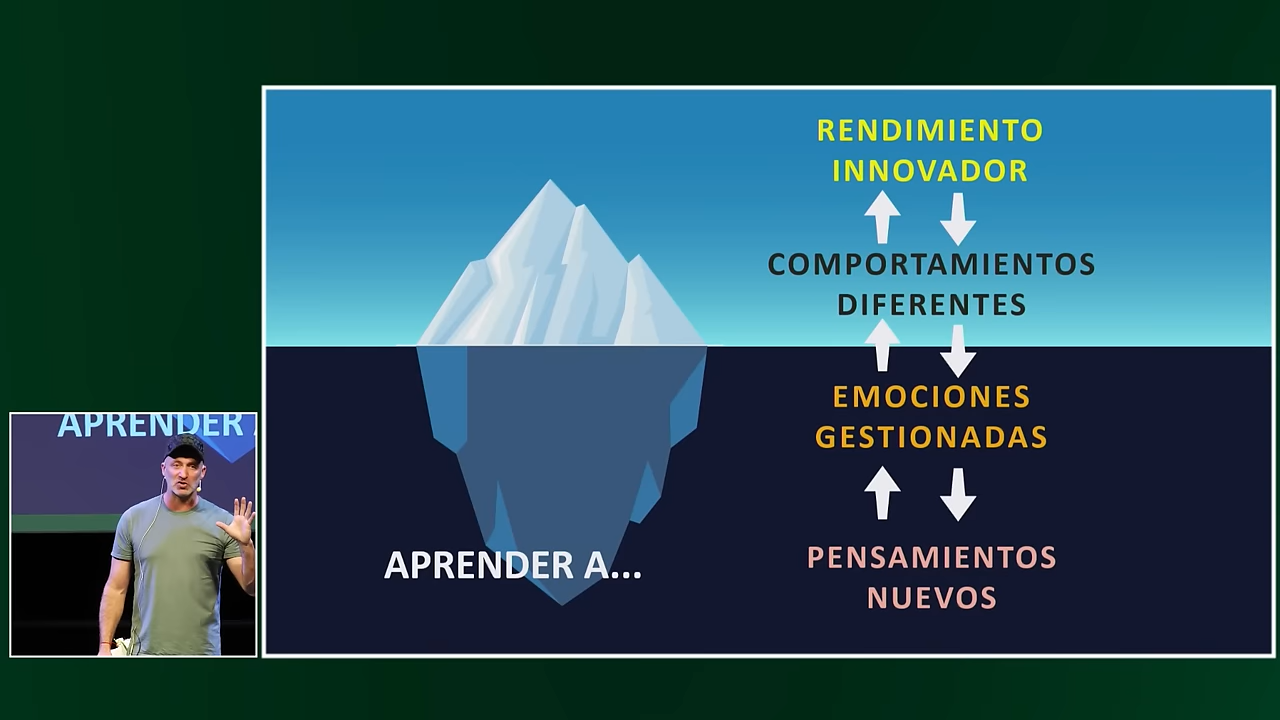 RENDIMIENTO
INNOVADOR
COMPORTAMIENTOS
DIFERENTES
EMOCIONES
GESTIONADAS
PENSAMIENTOS
NUEVOS
APRENDER A...
APRENDER A